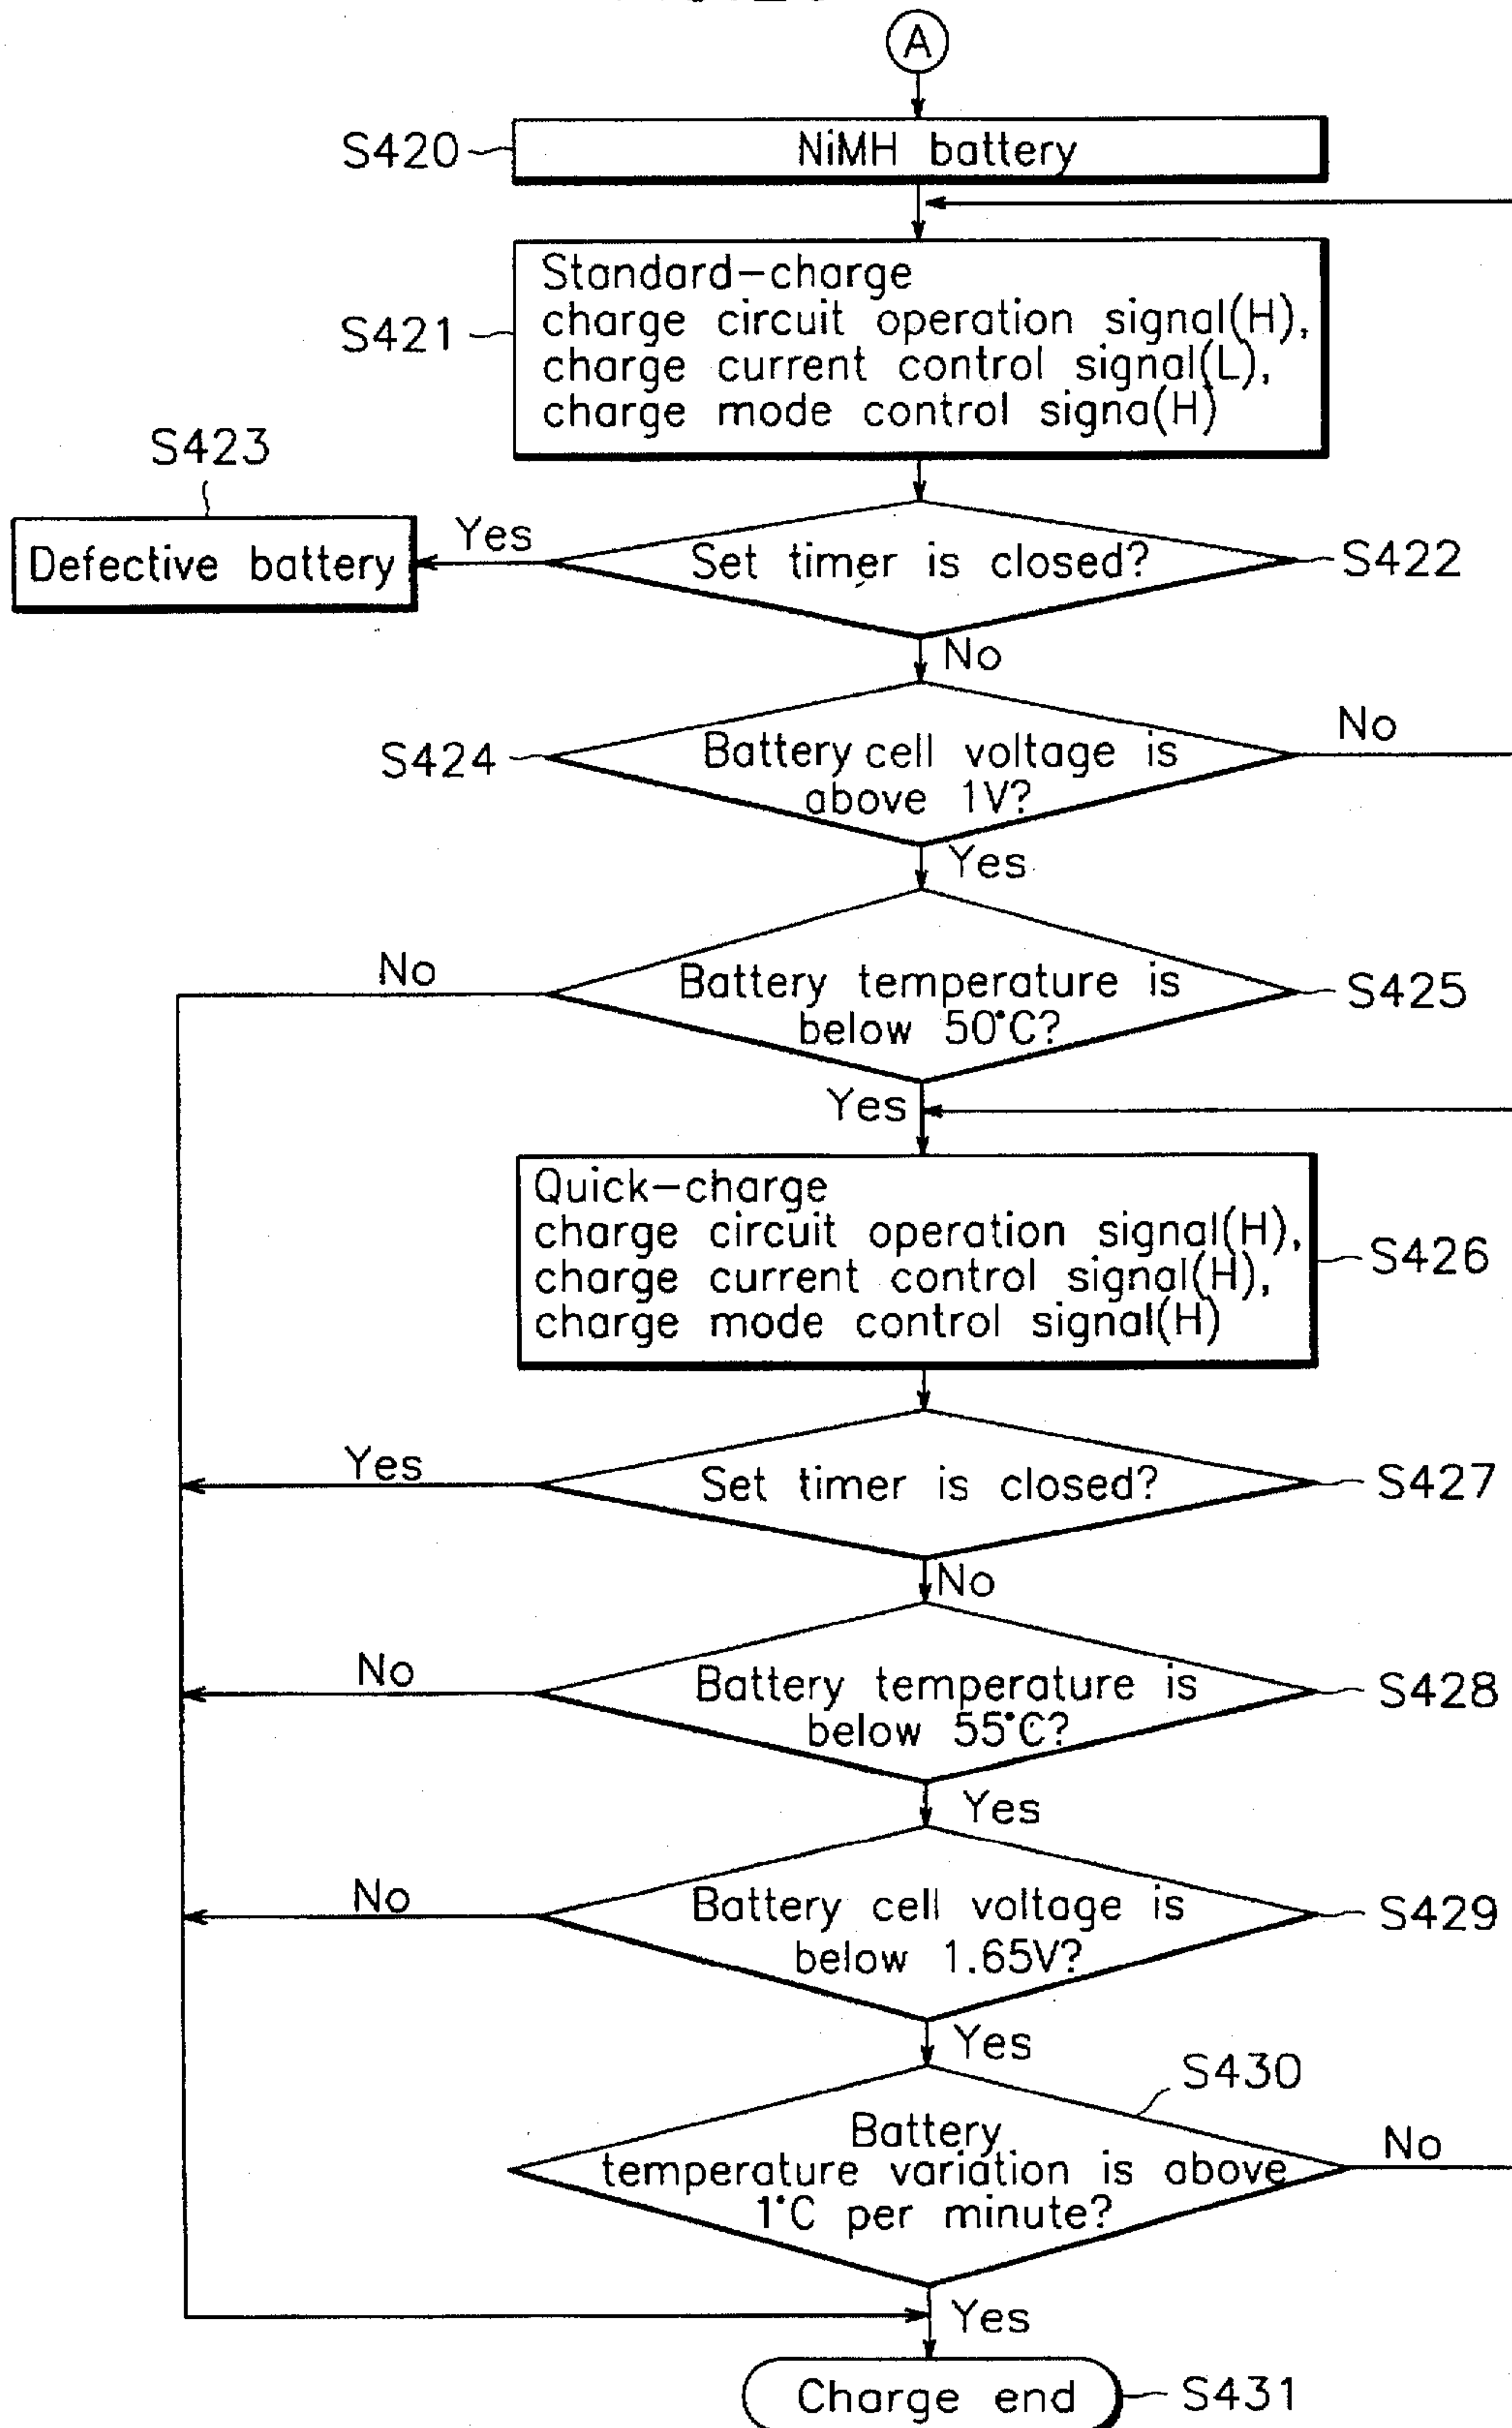 A
S420
NiMH battery
S421
Standard-charge
charge circuit operation signal(H),
charge current control signal(L),
charge mode control signa(H)
S423
Defective battery
Yes
Set timer is closed?
S422
No
S424
Battery cell voltage is
above 1V?
No
Yes
No
Battery temperature is
below 50°C?
S425
Yes
Quick-charge
charge circuit operation signal(H),
charge current control signal(H),
charge mode control signal(H)
S426
Yes
Set timer is closed?
S427
No
No
Battery temperature is
below 55°C?
S428
Yes
No
Battery cell voltage is
below 1.65V?
S429
Yes
S430
Battery
temperature variation is above
1°C per minute?
No
Yes
Charge end
S431